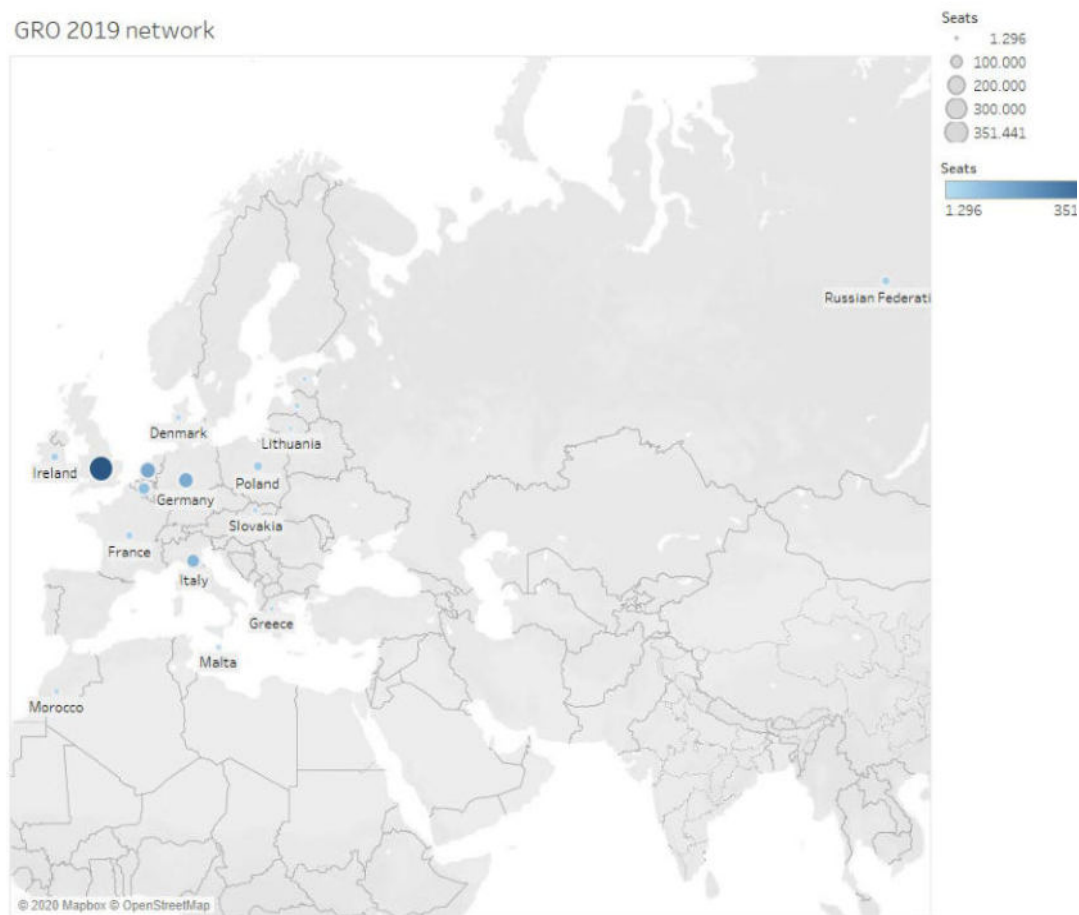 GRO 2019 network
Seats
1.296
100.000
200.000
300.000
351.441
Seats
1.296 351
Russian Federati
Denmark
Lithuania
Ireland
Poland
Germany
Slovakia
France
Italy
Greece
Malta
Morocco
© 2020 Mapbox © OpenStreetMap